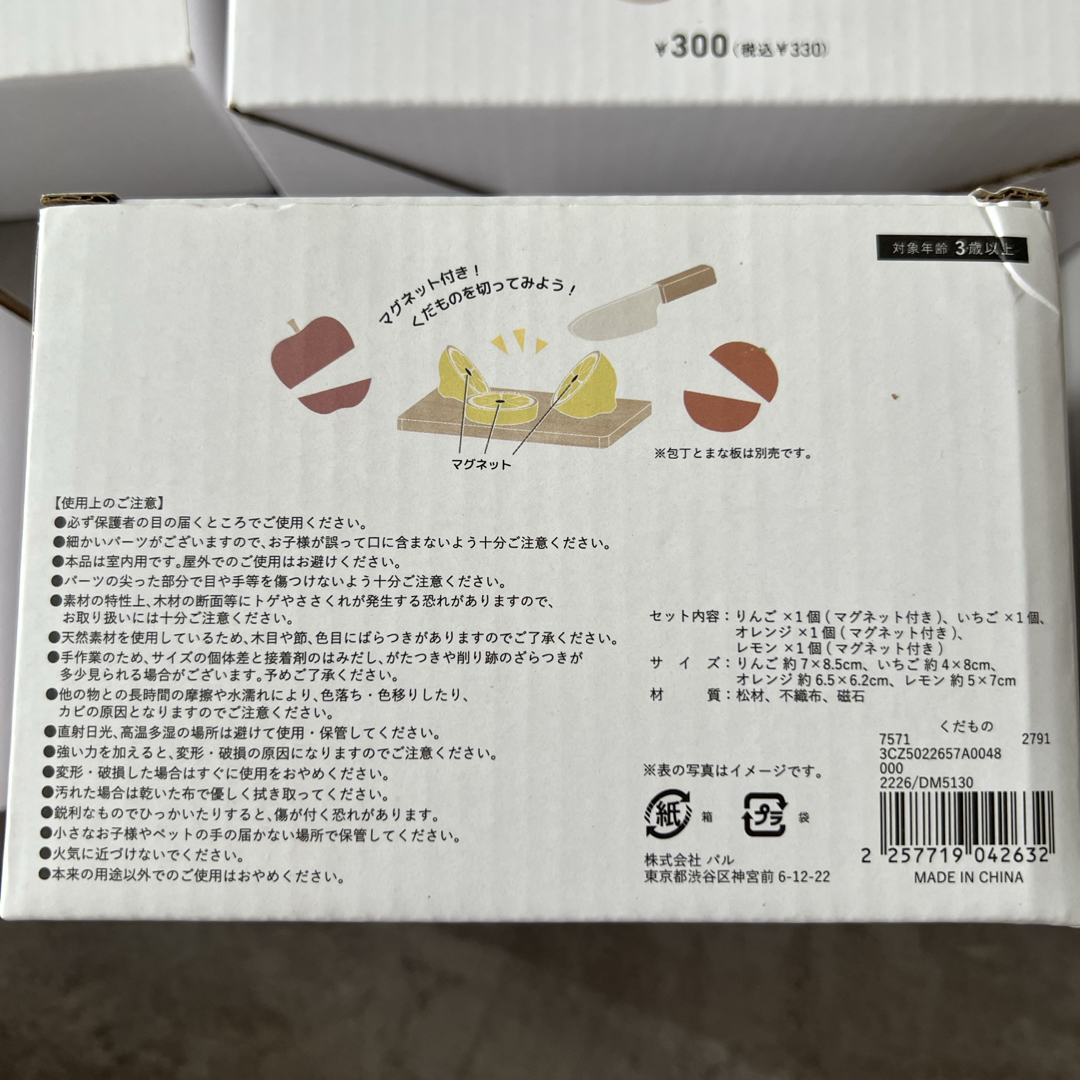 ¥300(税込¥330)
対象年齢 3歳以上
マグネット付き!
くだものを切ってみよう!
マグネット
※包丁とまな板は別売です。
【使用上のご注意】
●必ず保護者の目の届くところでご使用ください。
●細かいパーツがございますので、お子様が誤って口に含まないよう十分ご注意ください。
●本品は室内用です。屋外でのご使用はお避けください。
●パーツの尖った部分で目や手等を傷つけないよう十分ご注意ください。
●素材の特性上、木材の断面等にトゲやささくれが発生する恐れがありますので、
お取り扱いには十分ご注意ください。
●天然素材を使用しているため、木目や節、色目にばらつきがありますのでご了承ください。
●手作業のため、サイズの個体差と接着剤のはみだし、がたつきや削り跡のざらつきが
多少見られる場合がございます。予めご了承ください。
●他の物との長時間の摩擦や水濡れにより、色落ち・色移りしたり、
カビの原因となりますのでご注意ください。
●直射日光、高温多湿の場所は避けて使用・保管してください。
●強い力を加えると、変形・破損の原因になりますのでご注意ください。
●変形・破損した場合はすぐに使用をおやめください。
●汚れた場合は乾いた布で優しく拭き取ってください。
●鋭利なものでひっかいたりすると、傷が付く恐れがあります。
●小さなお子様やペットの手の届かない場所で保管してください。
●火気に近づけないでください。
●本来の用途以外でのご使用はおやめください。
セット内容:りんご ×1個(マグネット付き)、いちご ×1個、
オレンジ ×1個(マグネット付き)、
レモン ×1個(マグネット付き)
サイズ:りんご 約7×8.5cm、いちご 約4×8cm、
オレンジ 約6.5×6.2cm、レモン 約5×7cm
材質:松材、不織布、磁石
くだもの
7571 2791
3CZ5022657A0048
000
2226/DM5130
※表の写真はイメージです。
紙 箱 プラ 袋
2 257719 042632
株式会社 パル
東京都渋谷区神宮前 6-12-22
MADE IN CHINA